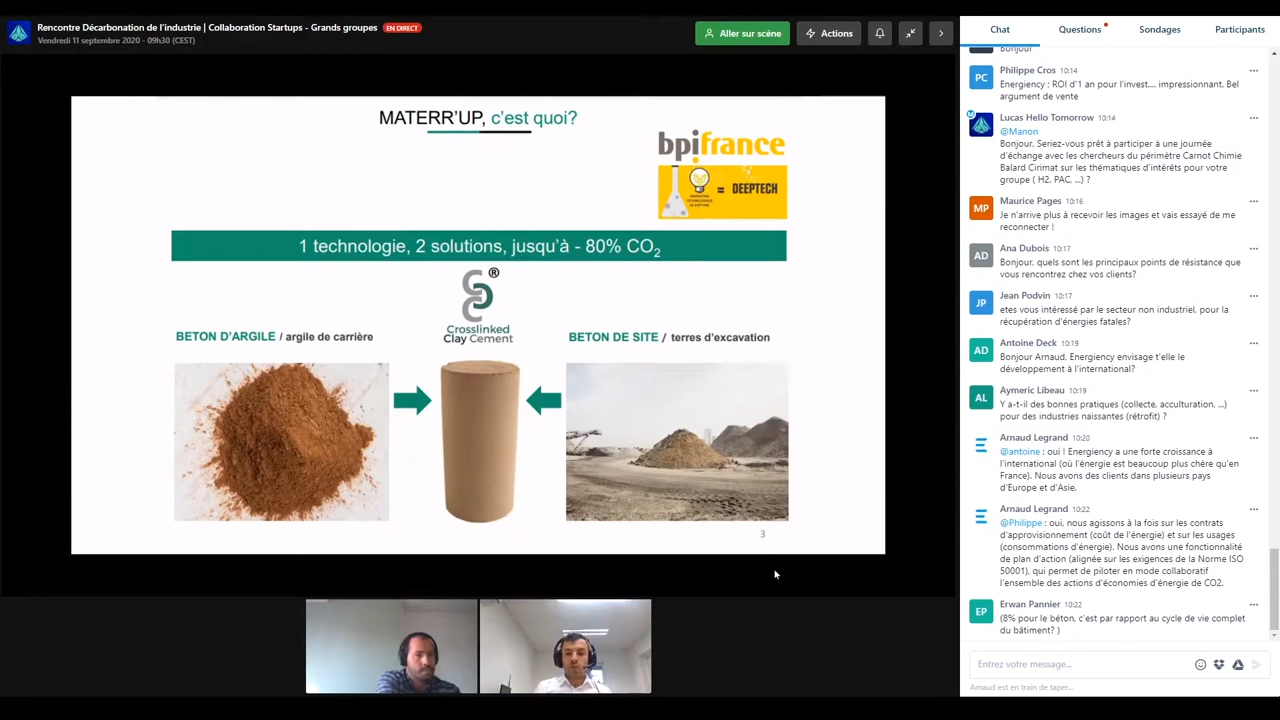 Rencontre Décarbonation de l'industrie | Collaboration Startups - Grands groupes EN DIRECT
Vendredi 11 septembre 2020 - 09h30 (CEST)
Aller sur scène
Actions
MATERR'UP, c'est quoi?
bpifrance
= DEEPTECH
1 technologie, 2 solutions, jusqu'à - 80% CO2
®
Crosslinked
Clay Cement
BETON D'ARGILE / argile de carrière
BETON DE SITE / terres d'excavation
3
Chat Questions Sondages Participants
Bonjour
PC
Philippe Cros 10:14
Energiency : ROI d'1 an pour l'invest.... impressionnant. Bel
argument de vente
Lucas Hello Tomorrow 10:14
@Manon
Bonjour, Seriez-vous prêt à participer à une journée
d'échange avec les chercheurs du périmètre Carnot Chimie
Balard Cirimat sur les thématiques d'intérêts pour votre
groupe ( H2, PAC, ...) ?
MP
Maurice Pages 10:16
Je n'arrive plus à recevoir les images et vais essayé de me
reconnecter !
AD
Ana Dubois 10:17
Bonjour, quels sont les principaux points de résistance que
vous rencontrez chez vos clients?
JP
Jean Podvin 10:17
etes vous intéressé par le secteur non industriel, pour la
récupération d'énergies fatales?
AD
Antoine Deck 10:19
Bonjour Arnaud, Energiency envisage t'elle le
développement à l'international?
AL
Aymeric Libeau 10:19
Y a-t-il des bonnes pratiques (collecte, acculturation, ...)
pour des industries naissantes (rétrofit) ?
Arnaud Legrand 10:20
@antoine : oui ! Energiency a une forte croissance à
l'international (où l'énergie est beaucoup plus chère qu'en
France). Nous avons des clients dans plusieurs pays
d'Europe et d'Asie.
Arnaud Legrand 10:22
@Philippe : oui, nous agissons à la fois sur les contrats
d'approvisionnement (coût de l'énergie) et sur les usages
(consommations d'énergie). Nous avons une fonctionnalité
de plan d'action (alignée sur les exigences de la Norme ISO
50001), qui permet de piloter en mode collaboratif
l'ensemble des actions d'économies d'énergie de CO2.
EP
Erwan Pannier 10:22
(8% pour le béton, c'est par rapport au cycle de vie complet
du bâtiment? )
Entrez votre message...
Arnaud est en train de taper...